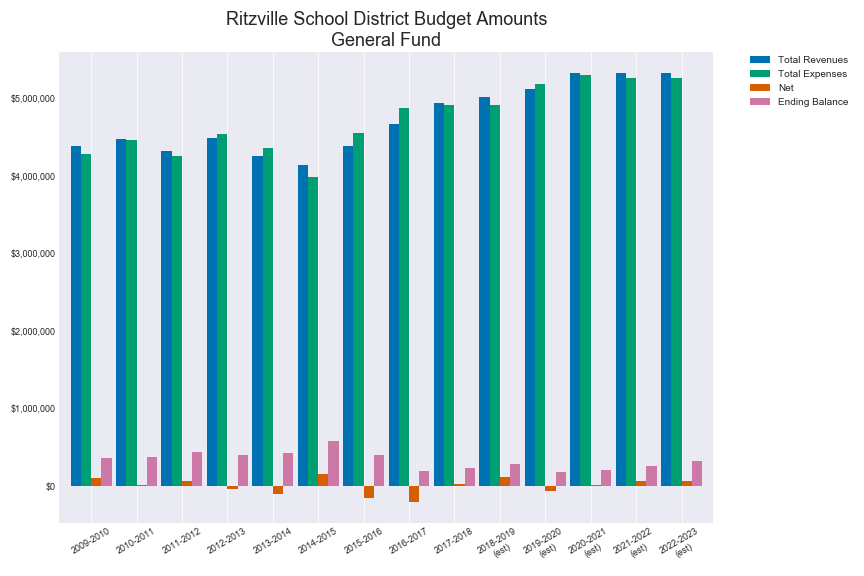 Ritzville School District Budget Amounts
General Fund
Total Revenues
Total Expenses
Net
Ending Balance
$5,000,000
$4,000,000
$3,000,000
$2,000,000
$1,000,000
$0
2009-2010
2010-2011
2011-2012
2012-2013
2013-2014
2014-2015
2015-2016
2016-2017
2017-2018
2018-2019
(est)
2019-2020
(est)
2020-2021
(est)
2021-2022
(est)
2022-2023
(est)